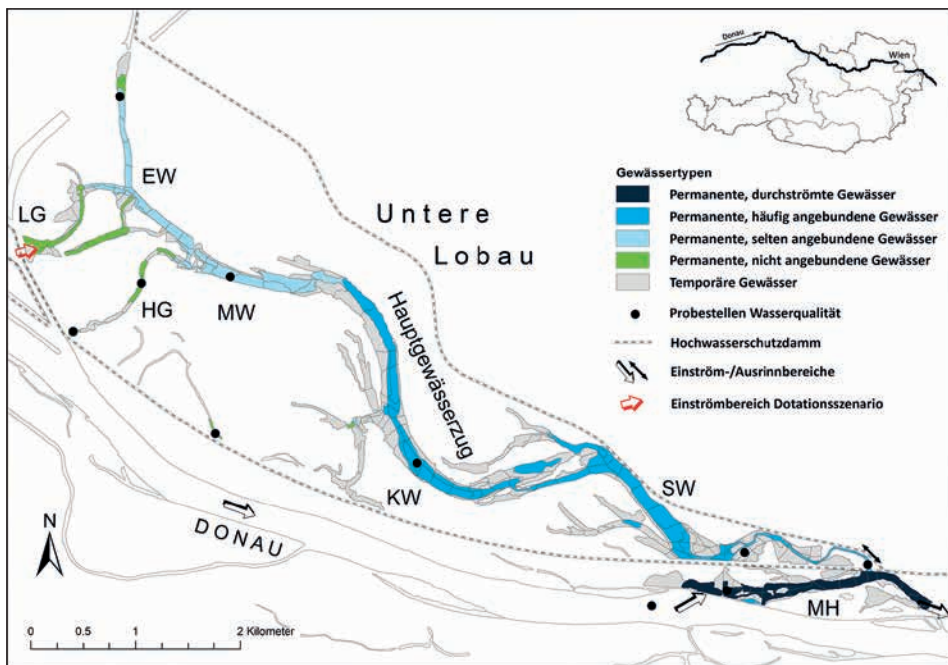 Donau
Wien
Gewässertypen
Permanente, durchströmte Gewässer
Permanente, häufig angebundene Gewässer
Permanente, selten angebundene Gewässer
Permanente, nicht angebundene Gewässer
Temporäre Gewässer
Probestellen Wasserqualität
Hochwasserschutzdamm
Einström-/Ausrinnbereiche
Einströmbereich Dotationsszenario
EW
LG
Untere
Lobau
HG
MW
Hauptgewässerzug
KW
SW
DONAU
MH
N
0 0.5 1 2 Kilometer